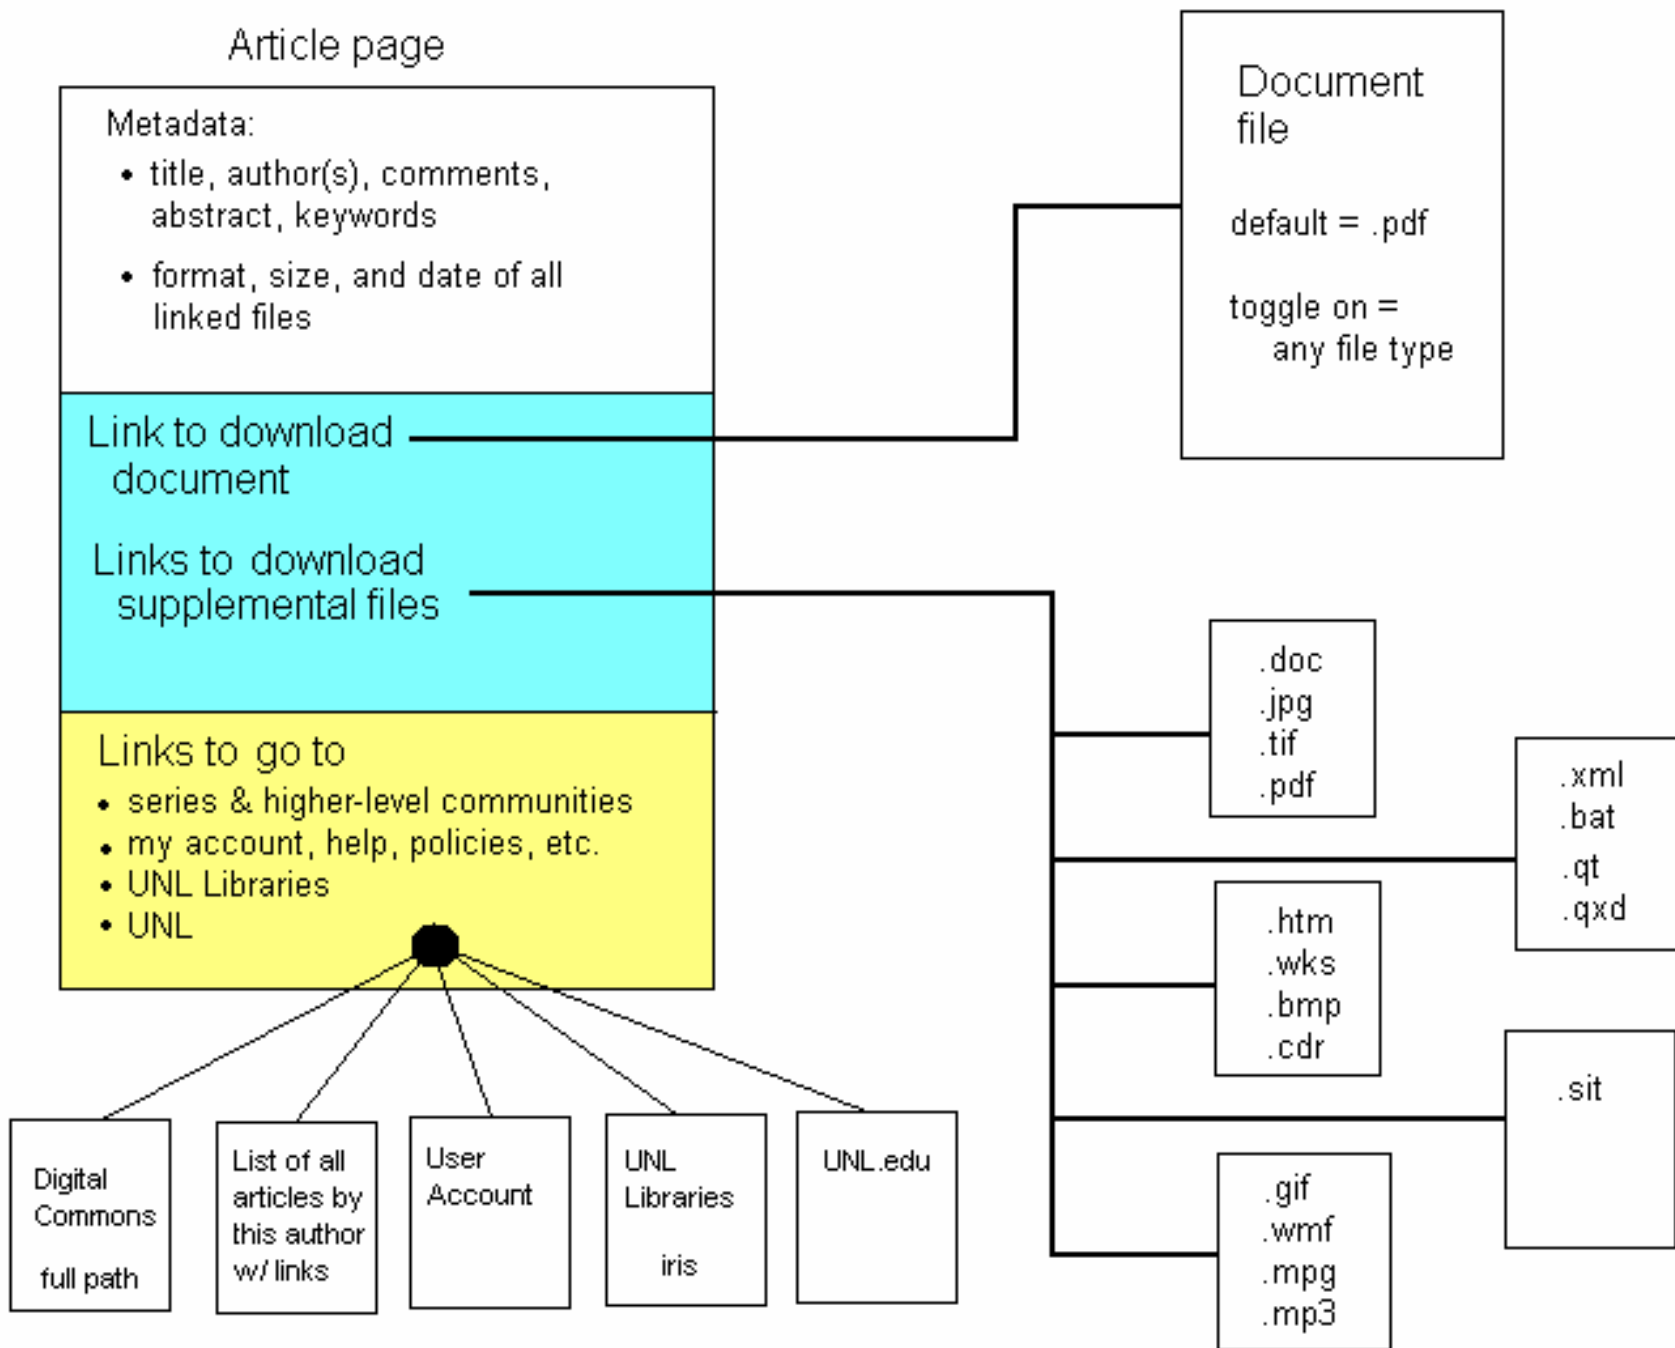 Article page
Metadata:
• title, author(s), comments,
abstract, keywords
• format, size, and date of all
linked files
Link to download
document
Links to download
supplemental files
Links to go to
• series & higher-level communities
• my account, help, policies, etc.
• UNL Libraries
• UNL
Document
file
default = .pdf
toggle on =
any file type
.doc
.jpg
.tif
.pdf
.xml
.bat
.qt
.qxd
.htm
.wks
.bmp
.cdr
.sit
.gif
.wmf
.mpg
.mp3
Digital
Commons
full path
List of all
articles by
this author
w/ links
User
Account
UNL
Libraries
iris
UNL.edu